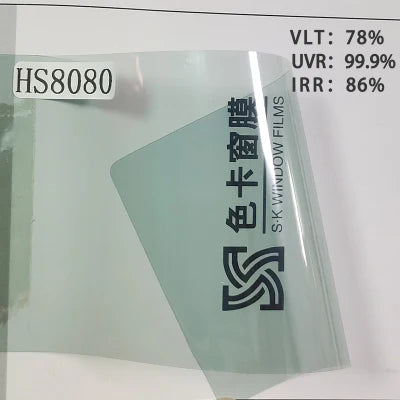 HS8080
VLT: 78%
UVR: 99.9%
IRR: 86%
色卡窗膜
S·K WINDOW FILMS